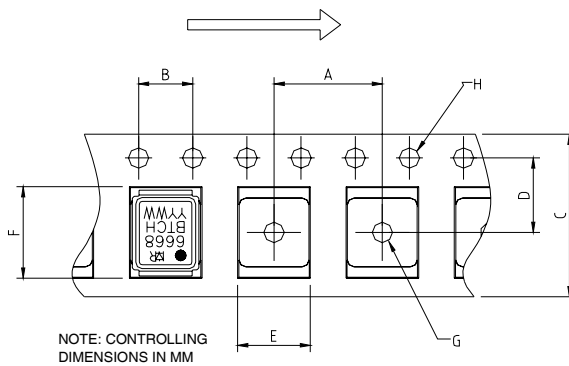 B
A
H
F
D
C
6668
BTCH
YYWW
E
G
NOTE: CONTROLLING
DIMENSIONS IN MM